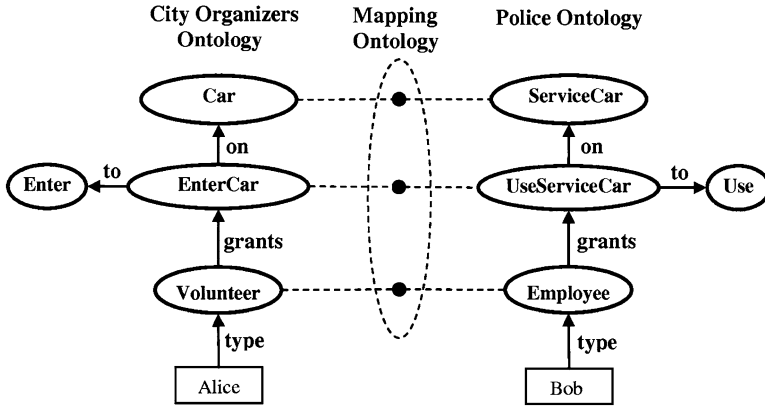 City Organizers
Ontology
Mapping
Ontology
Police Ontology
Car
ServiceCar
on
on
Enter
to
EnterCar
UseServiceCar
to
Use
grants
grants
Volunteer
Employee
type
type
Alice
Bob